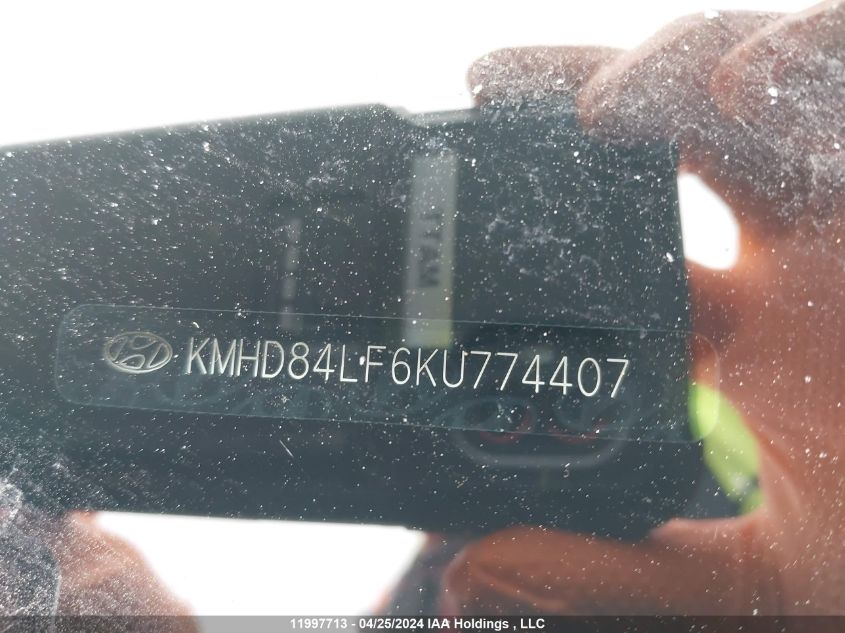 KMHD84LF6KU774407
11997713 - 04/25/2024 IAA Holdings , LLC